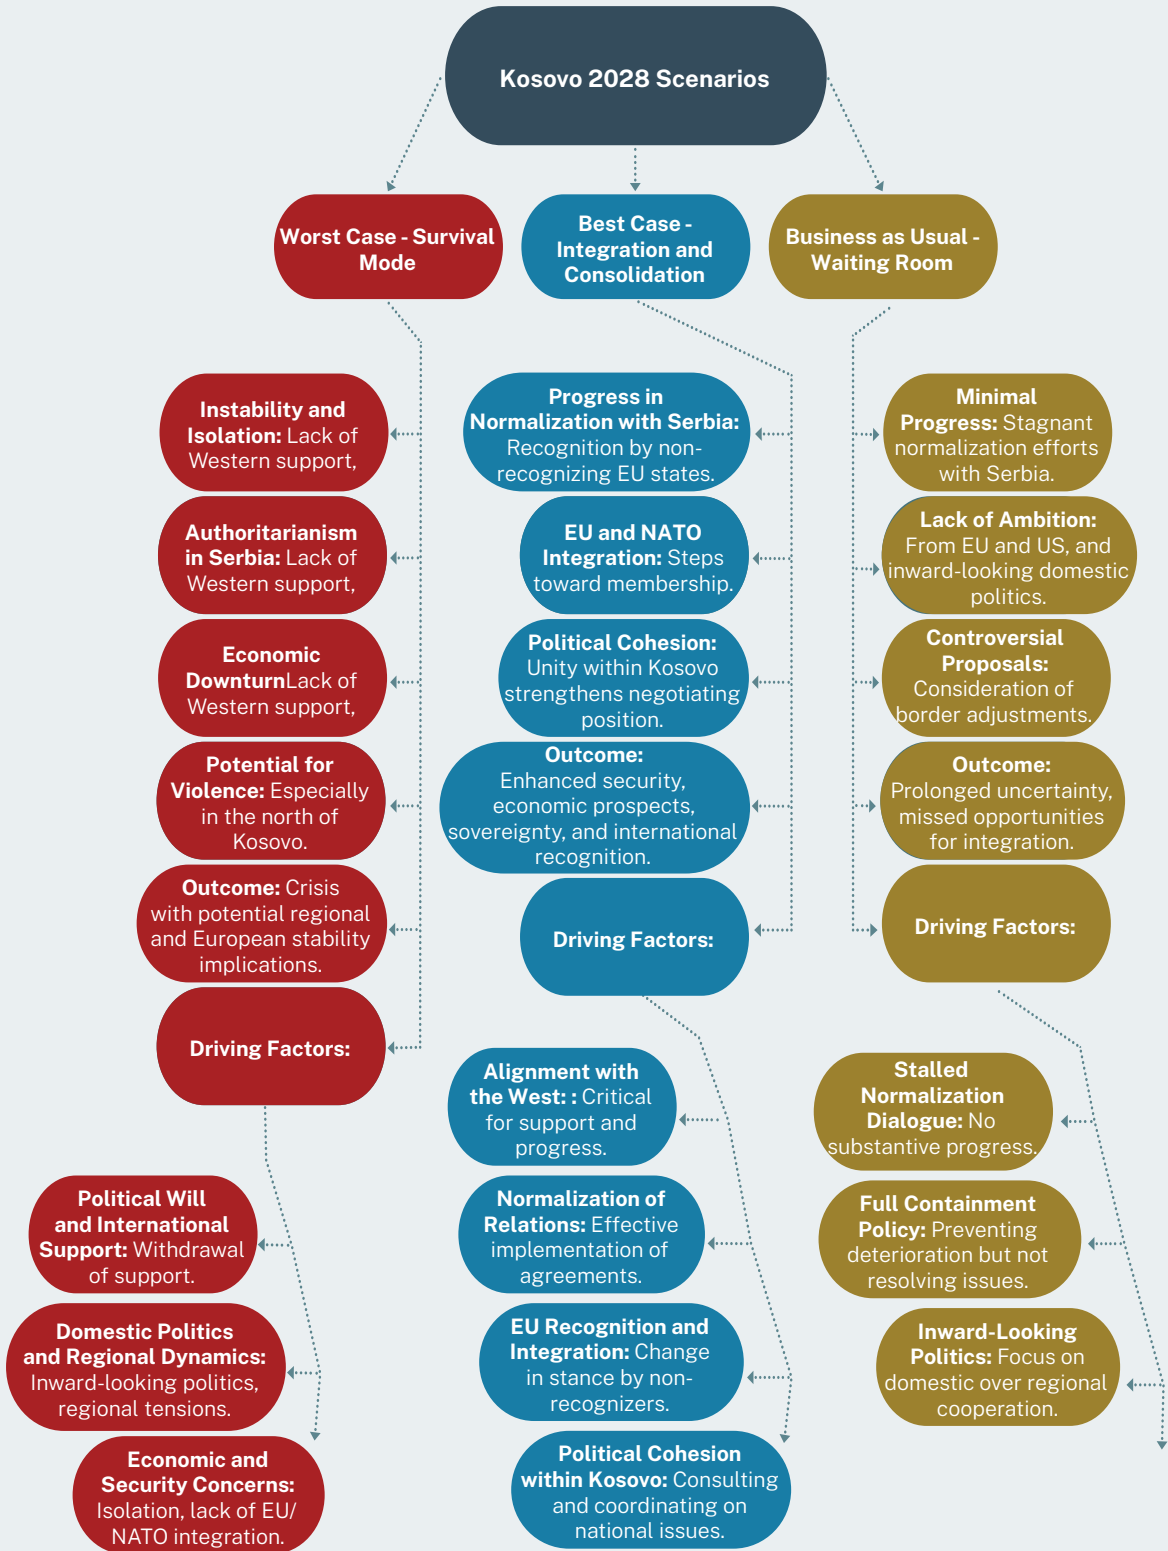 Kosovo 2028 Scenarios
Worst Case - Survival
Mode
Best Case -
Integration and
Consolidation
Business as Usual -
Waiting Room
Instability and
Isolation: Lack of
Western support,
Authoritarianism
in Serbia: Lack of
Western support,
Economic
DownturnLack of
Western support,
Potential for
Violence: Especially
in the north of
Kosovo.
Outcome: Crisis
with potential regional
and European stability
implications.
Driving Factors:
Political Will
and International
Support: Withdrawal
of support.
Domestic Politics
and Regional Dynamics:
Inward-looking politics,
regional tensions.
Economic and
Security Concerns:
Isolation, lack of EU/
NATO integration.
Progress in
Normalization with Serbia:
Recognition by non-
recognizing EU states.
EU and NATO
Integration: Steps
toward membership.
Political Cohesion:
Unity within Kosovo
strengthens negotiating
position.
Outcome:
Enhanced security,
economic prospects,
sovereignty, and international
recognition.
Driving Factors:
Alignment with
the West: : Critical
for support and
progress.
Normalization of
Relations: Effective
implementation of
agreements.
EU Recognition and
Integration: Change
in stance by non-
recognizers.
Political Cohesion
within Kosovo: Consulting
and coordinating on
national issues.
Minimal
Progress: Stagnant
normalization efforts
with Serbia.
Lack of Ambition:
From EU and US, and
inward-looking domestic
politics.
Controversial
Proposals:
Consideration of
border adjustments.
Outcome:
Prolonged uncertainty,
missed opportunities
for integration.
Driving Factors:
Stalled
Normalization
Dialogue: No
substantive progress.
Full Containment
Policy: Preventing
deterioration but not
resolving issues.
Inward-Looking
Politics: Focus on
domestic over regional
cooperation.